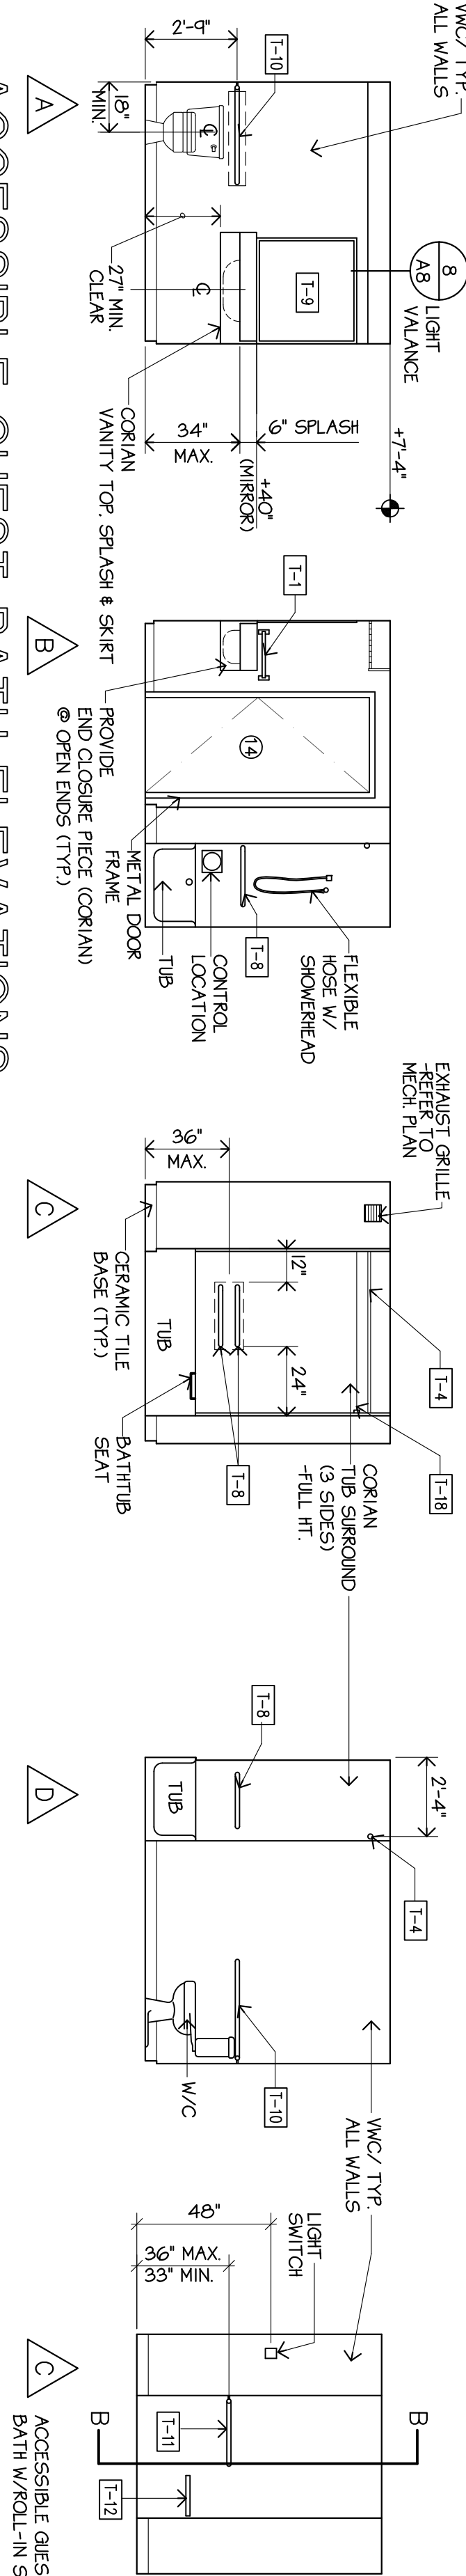 VWC/ TYP.
ALL WALLS
8
A8
LIGHT
VALANCE
+7'-4"
2'-9"
T-10
T-9
18"
MIN.
27" MIN.
CLEAR
34"
MAX.
6" SPLASH
+40"
(MIRROR)
CORIAN
VANITY TOP, SPLASH & SKIRT
A
T-1
14
PROVIDE
END CLOSURE PIECE (CORIAN)
@ OPEN ENDS (TYP.)
METAL DOOR
FRAME
TUB
CONTROL
LOCATION
T-8
FLEXIBLE
HOSE W/
SHOWERHEAD
B
EXHAUST GRILLE
-REFER TO
MECH. PLAN
36"
MAX.
12"
24"
T-4
T-18
TUB
T-8
CERAMIC TILE
BASE (TYP.)
BATHTUB
SEAT
CORIAN
TUB SURROUND
(3 SIDES)
-FULL HT.
C
T-8
2'-4"
T-4
TUB
W/C
T-10
VWC/ TYP.
ALL WALLS
D
48"
36" MAX.
33" MIN.
LIGHT
SWITCH
T-11
T-12
B
B
C
ACCESSIBLE GUES
BATH W/ROLL-IN S
ACCESSIBLE GUEST BATH ELEVATIONS